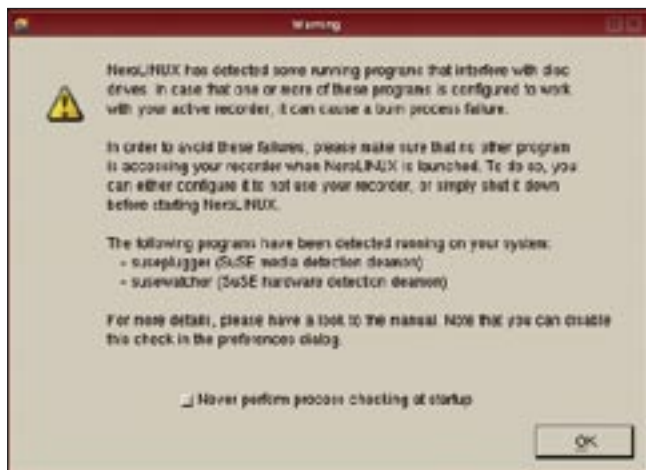 Warning
NeroLINUX has detected some running programs that interfere with disc
drives. In case that one or more of these programs is configured to work
with your active recorder, it can cause a burn process failure.
In order to avoid these failures, please make sure that no other program
is accessing your recorder when NeroLINUX is launched. To do so, you
can either configure it to not use your recorder, or simply shut it down
before starting NeroLINUX.
The following programs have been detected running on your system:
- suseplugger (SuSE media detection deamon)
- susewatcher (SuSE hardware detection deamon)
For more details, please have a look to the manual. Note that you can disable
this check in the preferences dialog.
Never perform process checking at startup
OK